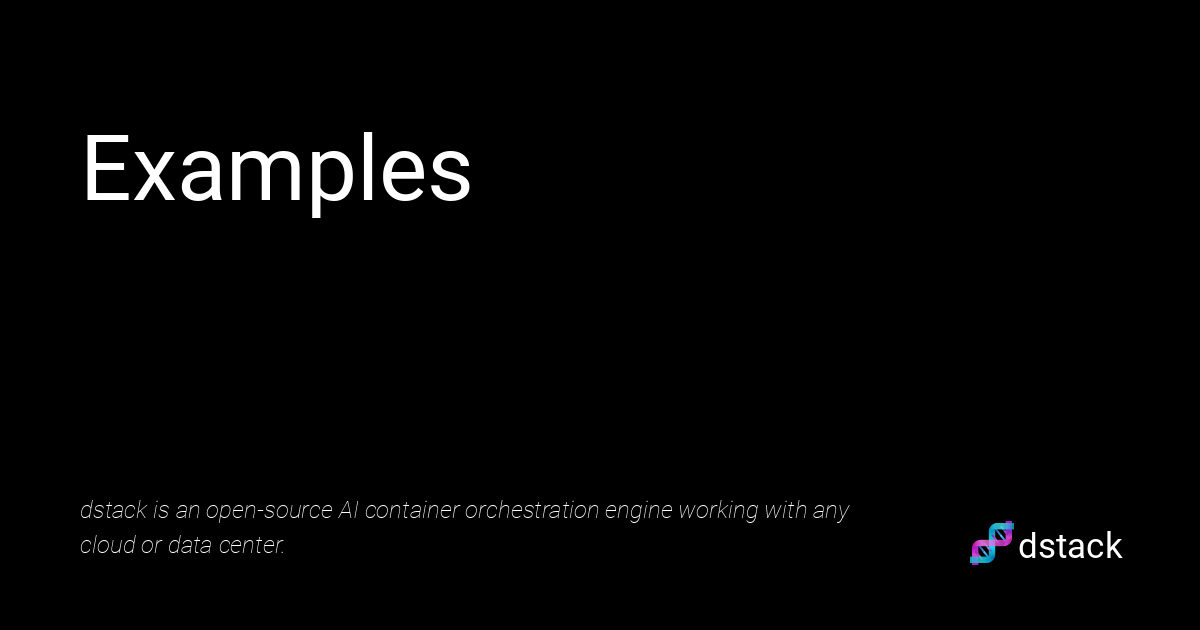 Examples
dstack is an open-source AI container orchestration engine working with any
cloud or data center.
dstack